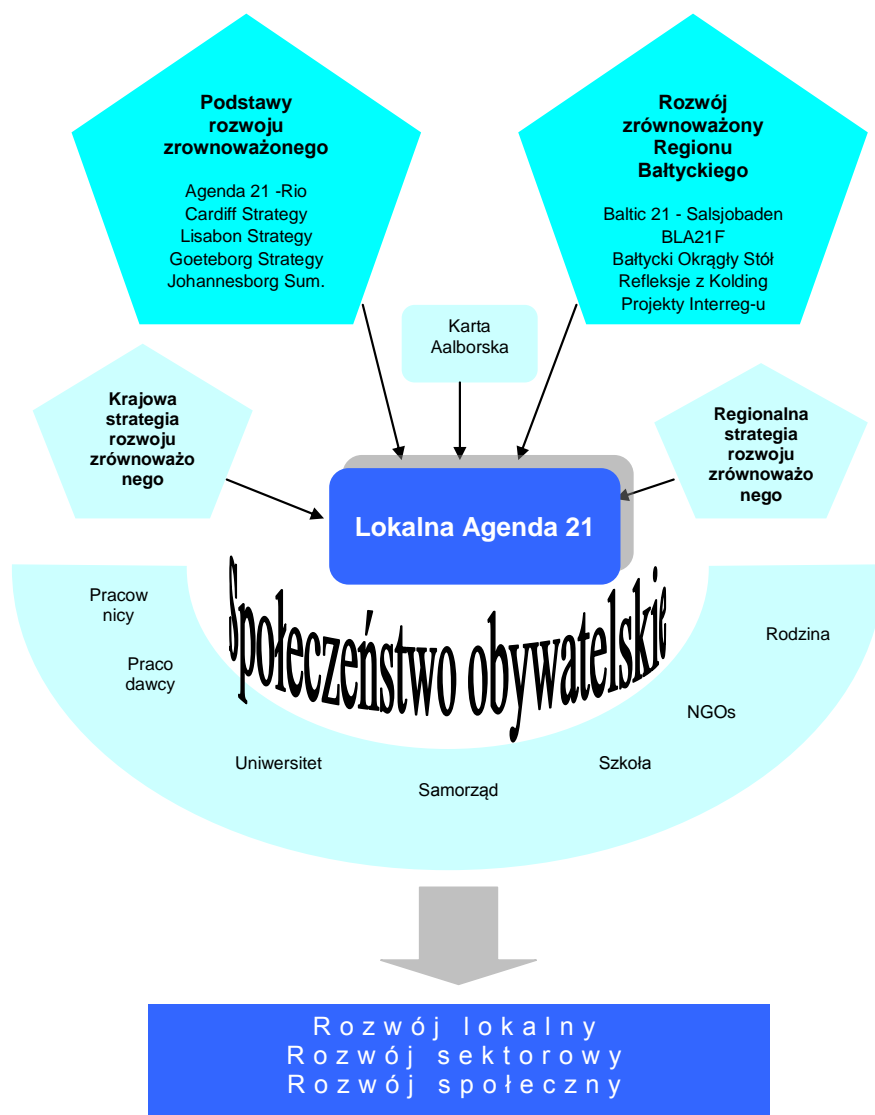 Podstawy
rozwoju
zrownoważonego
Agenda 21 -Rio
Cardiff Strategy
Lisabon Strategy
Goeteborg Strategy
Johannesborg Sum.
Rozwój
zrównoważony
Regionu
Bałtyckiego
Baltic 21 - Salsjobaden
BLA21F
Bałtycki Okrągły Stół
Refleksje z Kolding
Projekty Interreg-u
Karta
Aalborska
Krajowa
strategia
rozwoju
zrównoważo
nego
Regionalna
strategia
rozwoju
zrównoważo
nego
Lokalna Agenda 21
Społeczeństwo obywatelskie
Pracow
nicy
Praco
dawcy
Uniwersitet
Samorząd
Szkoła
NGOs
Rodzina
Rozwój lokalny
Rozwój sektorowy
Rozwój społeczny